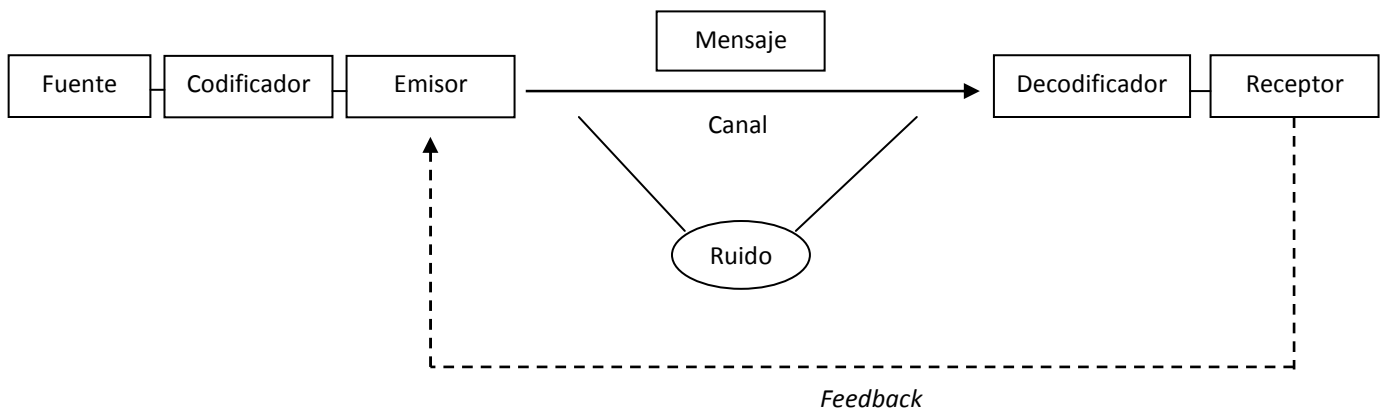 Mensaje
Fuente
Codificador
Emisor
Decodificador
Receptor
Canal
Ruido
Feedback